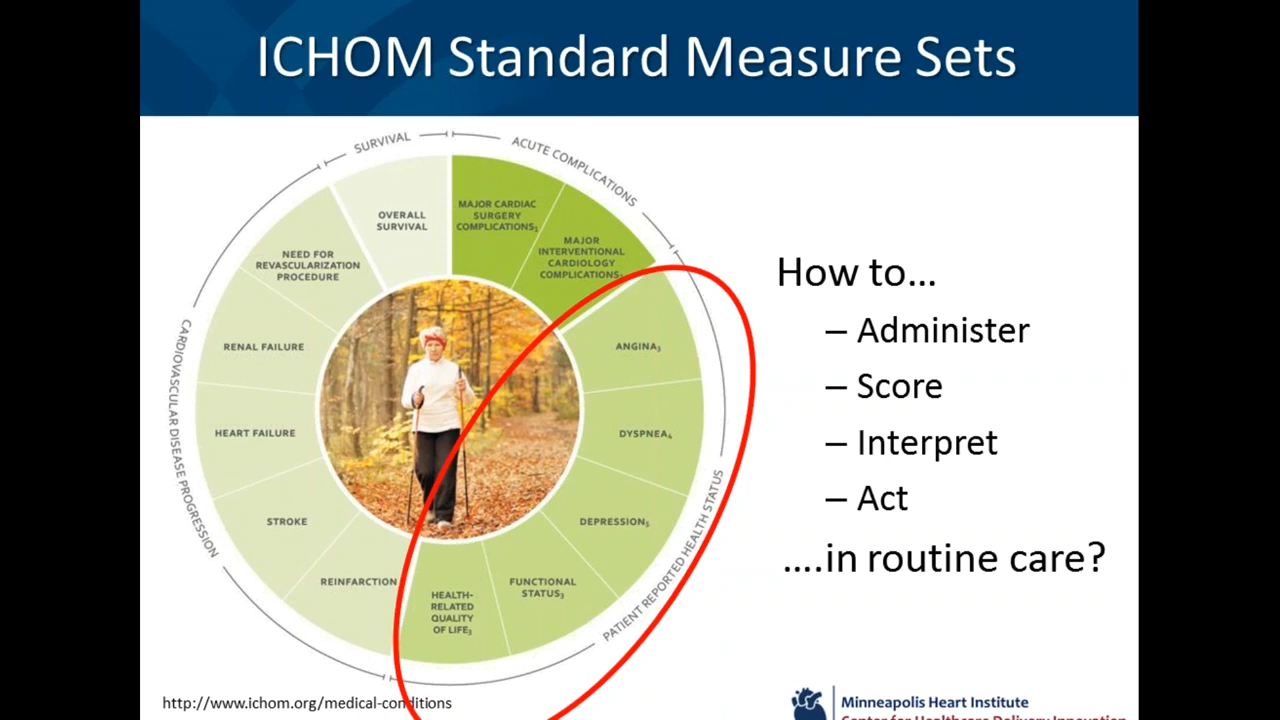 ICHOM Standard Measure Sets
SURVIVAL
ACUTE COMPLICATIONS
OVERALL
SURVIVAL
MAJOR CARDIAC
SURGERY
COMPLICATIONS₁
MAJOR
INTERVENTIONAL
CARDIOLOGY
COMPLICATIONS
ANGINA₃
DYSPNEA₄
DEPRESSION₅
FUNCTIONAL
STATUS₃
HEALTH-
RELATED
QUALITY
OF LIFE₃
PATIENT REPORTED HEALTH STATUS
REINFARCTION
STROKE
HEART FAILURE
RENAL FAILURE
NEED FOR
REVASCULARIZATION
PROCEDURE
CARDIOVASCULAR DISEASE PROGRESSION
How to...
– Administer
– Score
– Interpret
– Act
....in routine care?
http://www.ichom.org/medical-conditions
Minneapolis Heart Institute
Center for Healthcare Delivery Innovation